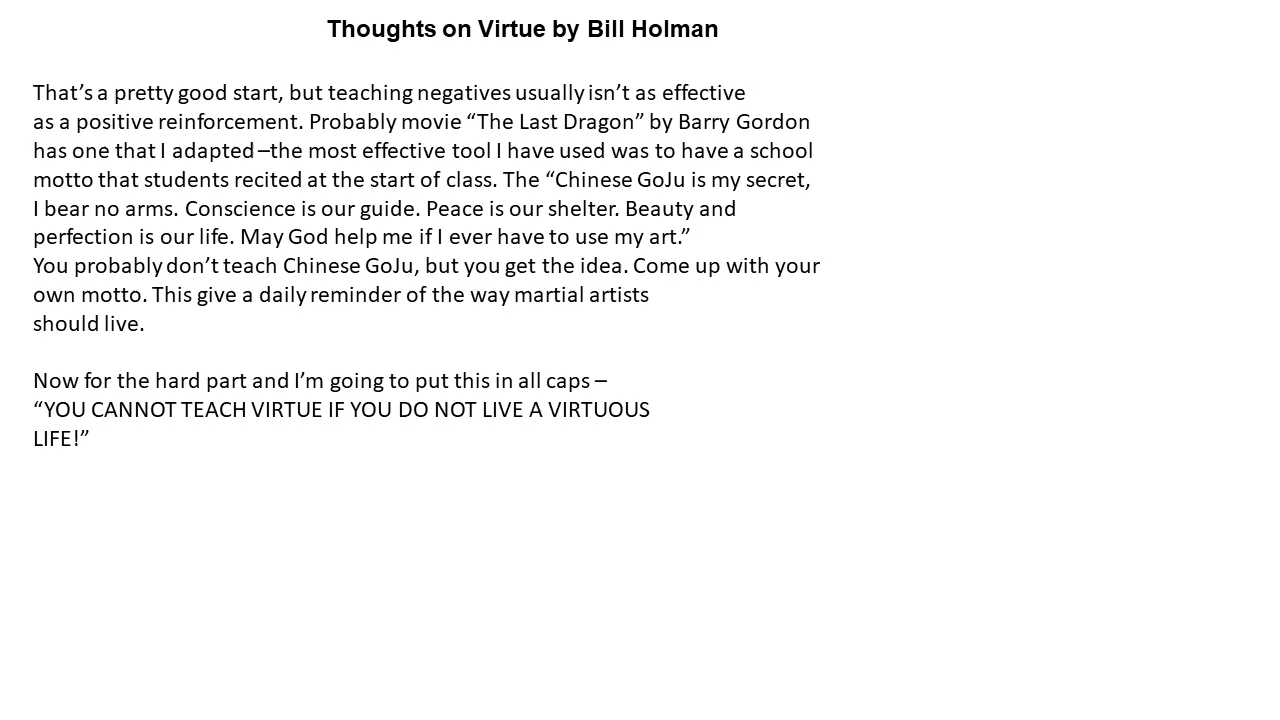 Thoughts on Virtue by Bill Holman
That’s a pretty good start, but teaching negatives usually isn’t as effective
as a positive reinforcement. Probably movie “The Last Dragon” by Barry Gordon
has one that I adapted –the most effective tool I have used was to have a school
motto that students recited at the start of class. The “Chinese GoJu is my secret,
I bear no arms. Conscience is our guide. Peace is our shelter. Beauty and
perfection is our life. May God help me if I ever have to use my art.”
You probably don’t teach Chinese GoJu, but you get the idea. Come up with your
own motto. This give a daily reminder of the way martial artists
should live.
Now for the hard part and I’m going to put this in all caps –
“YOU CANNOT TEACH VIRTUE IF YOU DO NOT LIVE A VIRTUOUS
LIFE!”